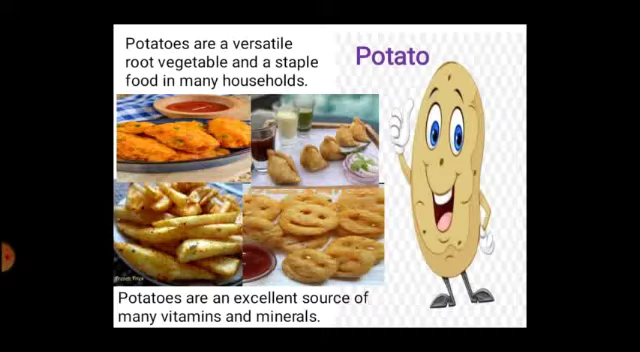 Potatoes are a versatile
root vegetable and a staple
food in many households.
Potato
Potatoes are an excellent source of
many vitamins and minerals.